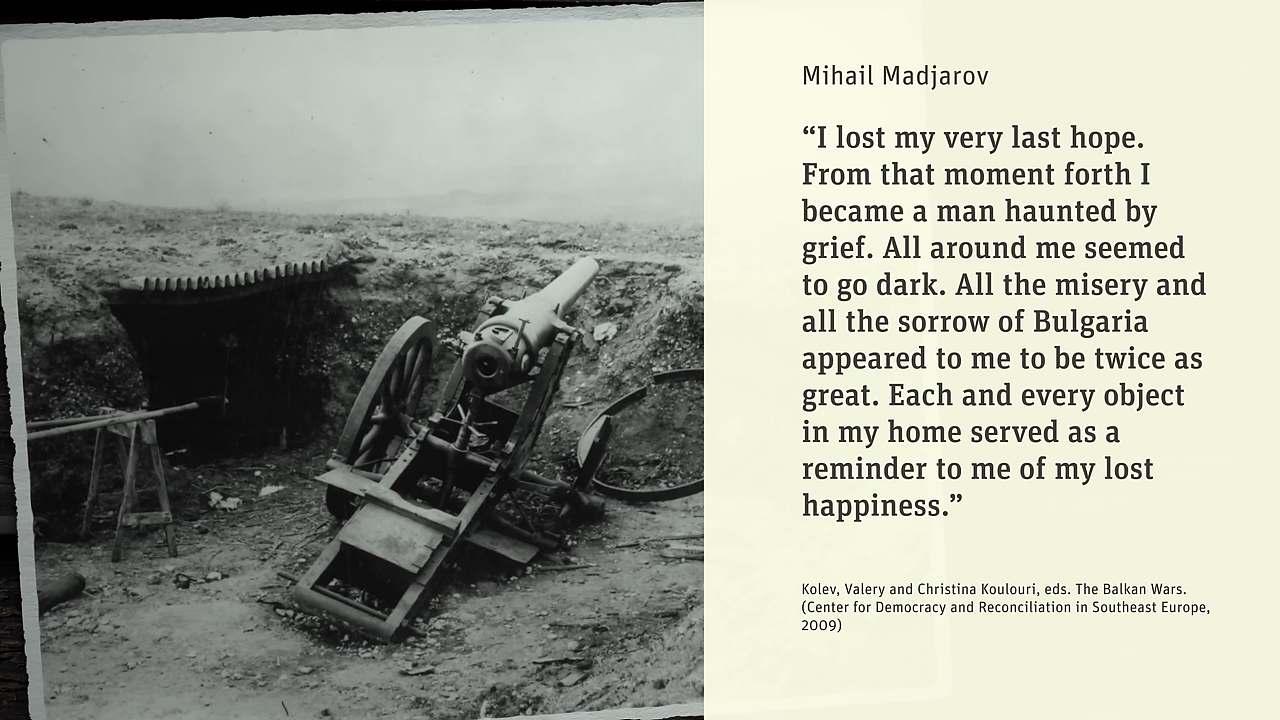 Mihail Madjarov
“I lost my very last hope.
From that moment forth I
became a man haunted by
grief. All around me seemed
to go dark. All the misery and
all the sorrow of Bulgaria
appeared to me to be twice as
great. Each and every object
in my home served as a
reminder to me of my lost
happiness.”
Kolev, Valery and Christina Koulouri, eds. The Balkan Wars.
(Center for Democracy and Reconciliation in Southeast Europe,
2009)